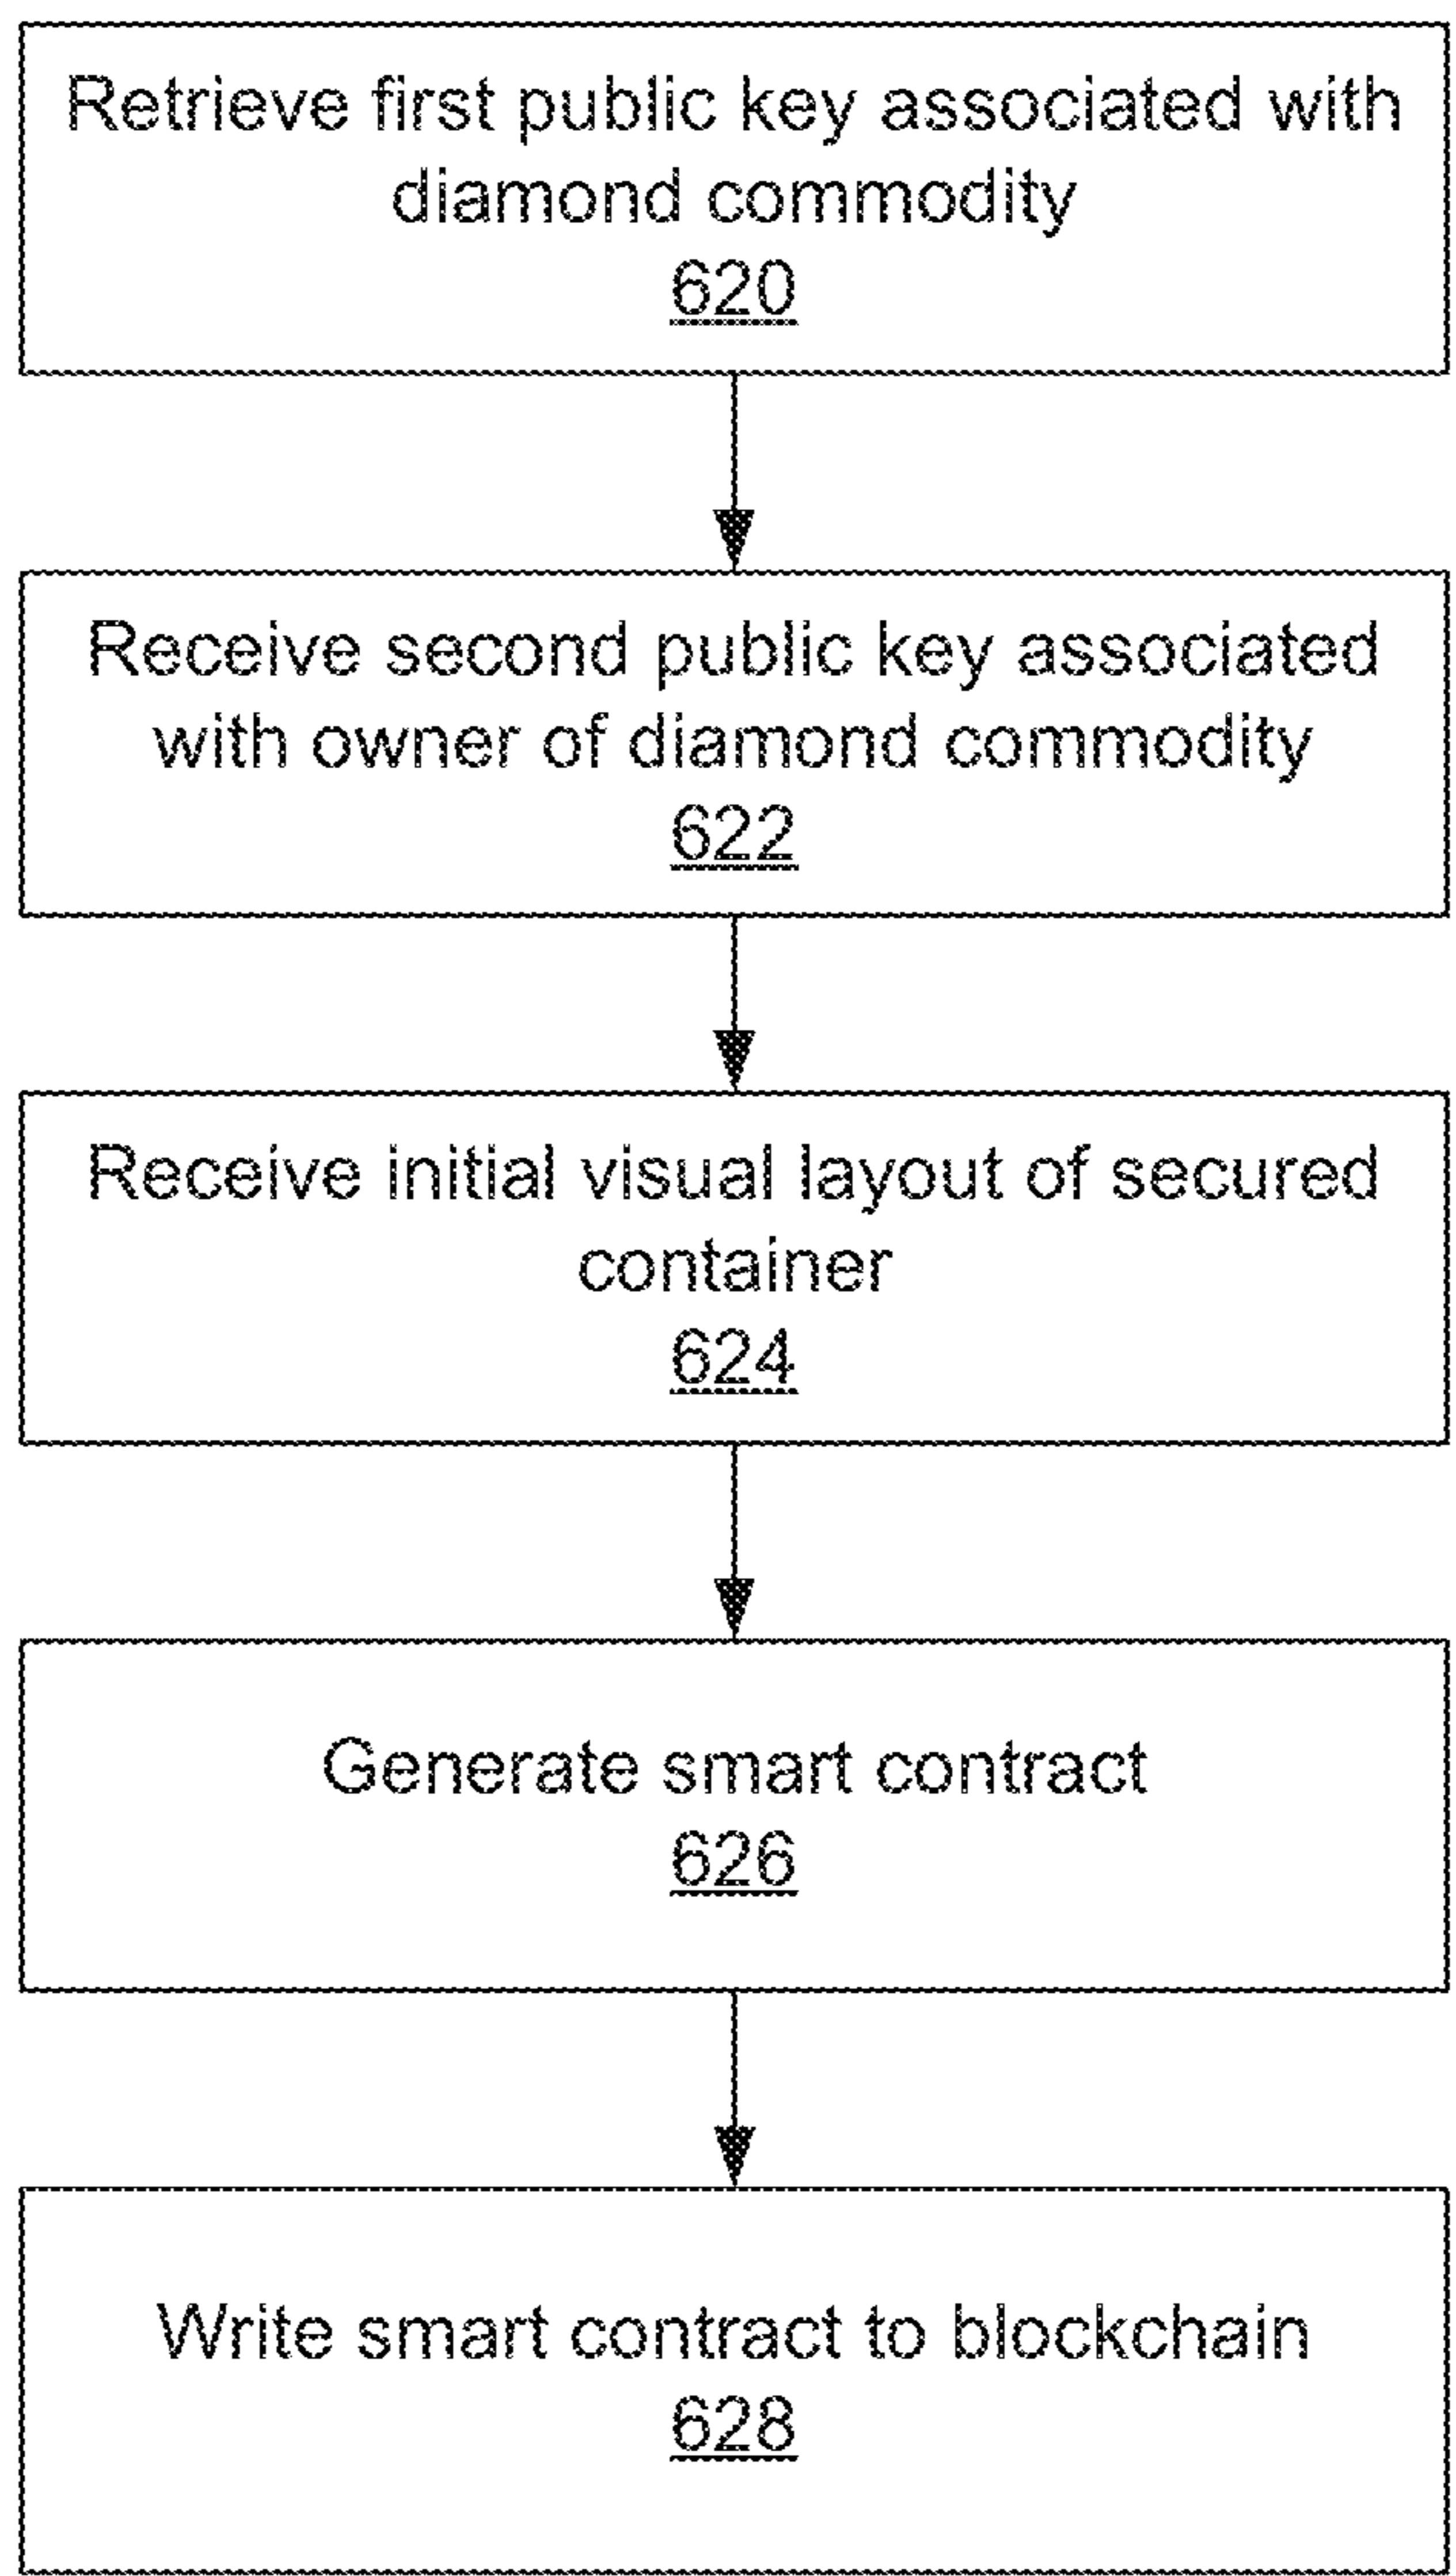 Retrieve first public key associated with
diamond commodity
620
Receive second public key associated
with owner of diamond commodity
622
Receive initial visual layout of secured
container
624
Generate smart contract
626
Write smart contract to blockchain
628